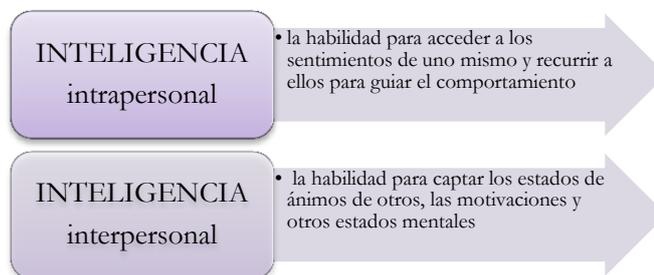 INTELIGENCIA
intrapersonal
• la habilidad para acceder a los
sentimientos de uno mismo y recurrir a
ellos para guiar el comportamiento
INTELIGENCIA
interpersonal
• la habilidad para captar los estados de
ánimos de otros, las motivaciones y
otros estados mentales